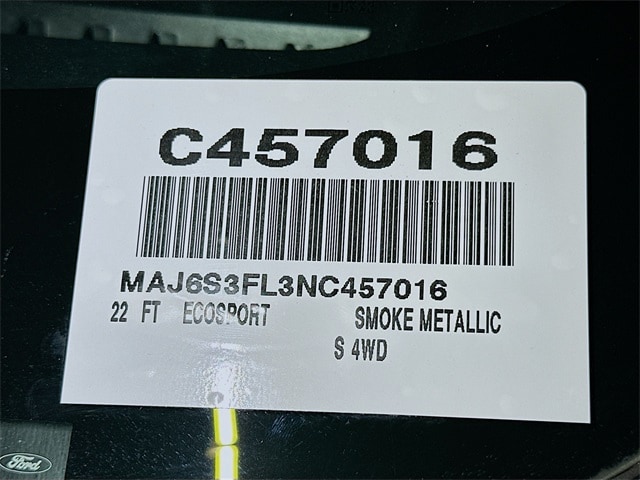 C457016
MAJ6S3FL3NC457016
22 FT ECOSPORT SMOKE METALLIC
S 4WD
Ford